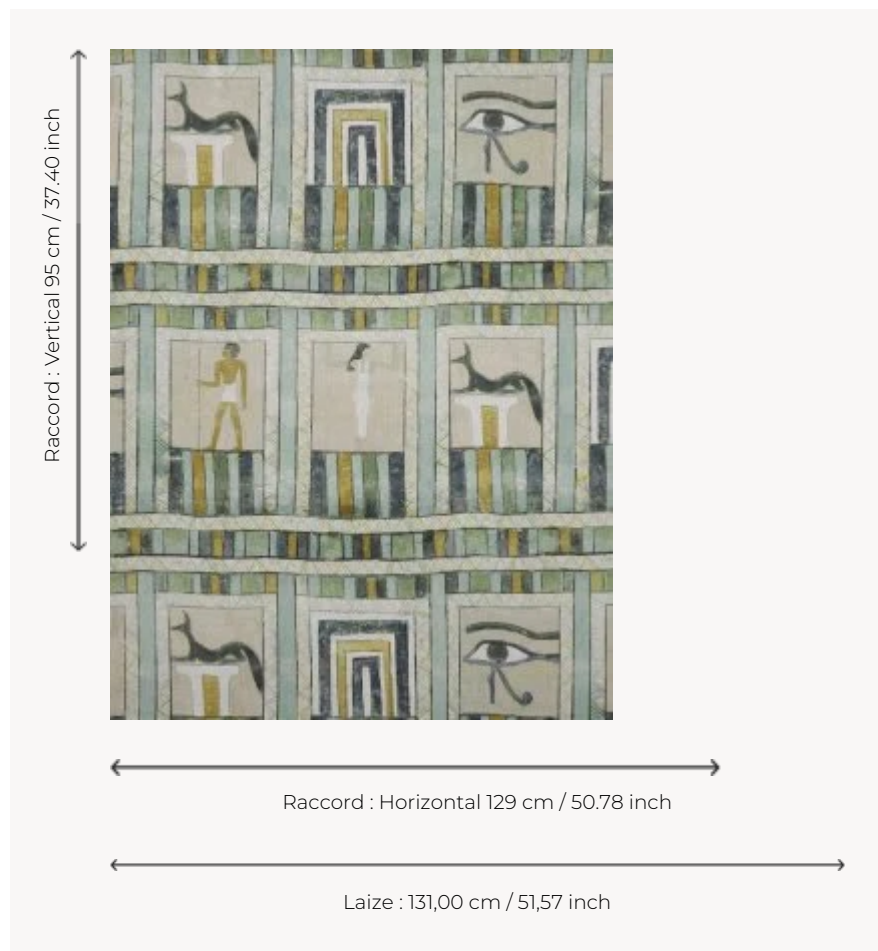 Raccord : Vertical 95 cm / 37.40 inch
Raccord : Horizontal 129 cm / 50.78 inch
Laize : 131,00 cm / 51,57 inch